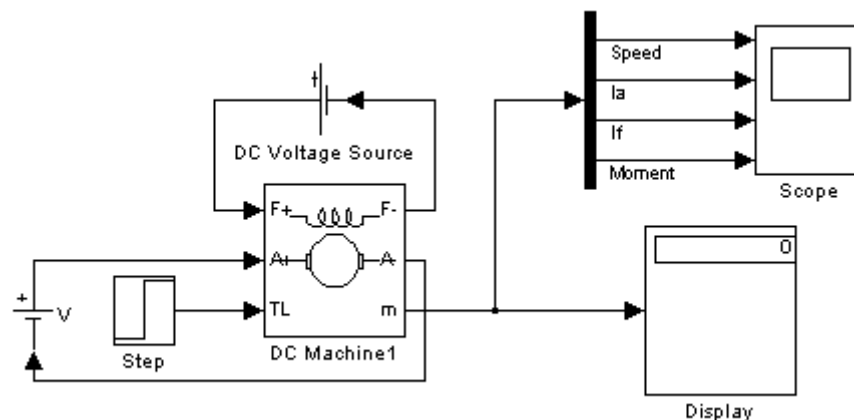 Speed
Ia
If
Moment
Scope
DC Voltage Source
F+
F-
A+
A-
TL
m
DC Machine1
+
V
Step
0
Display